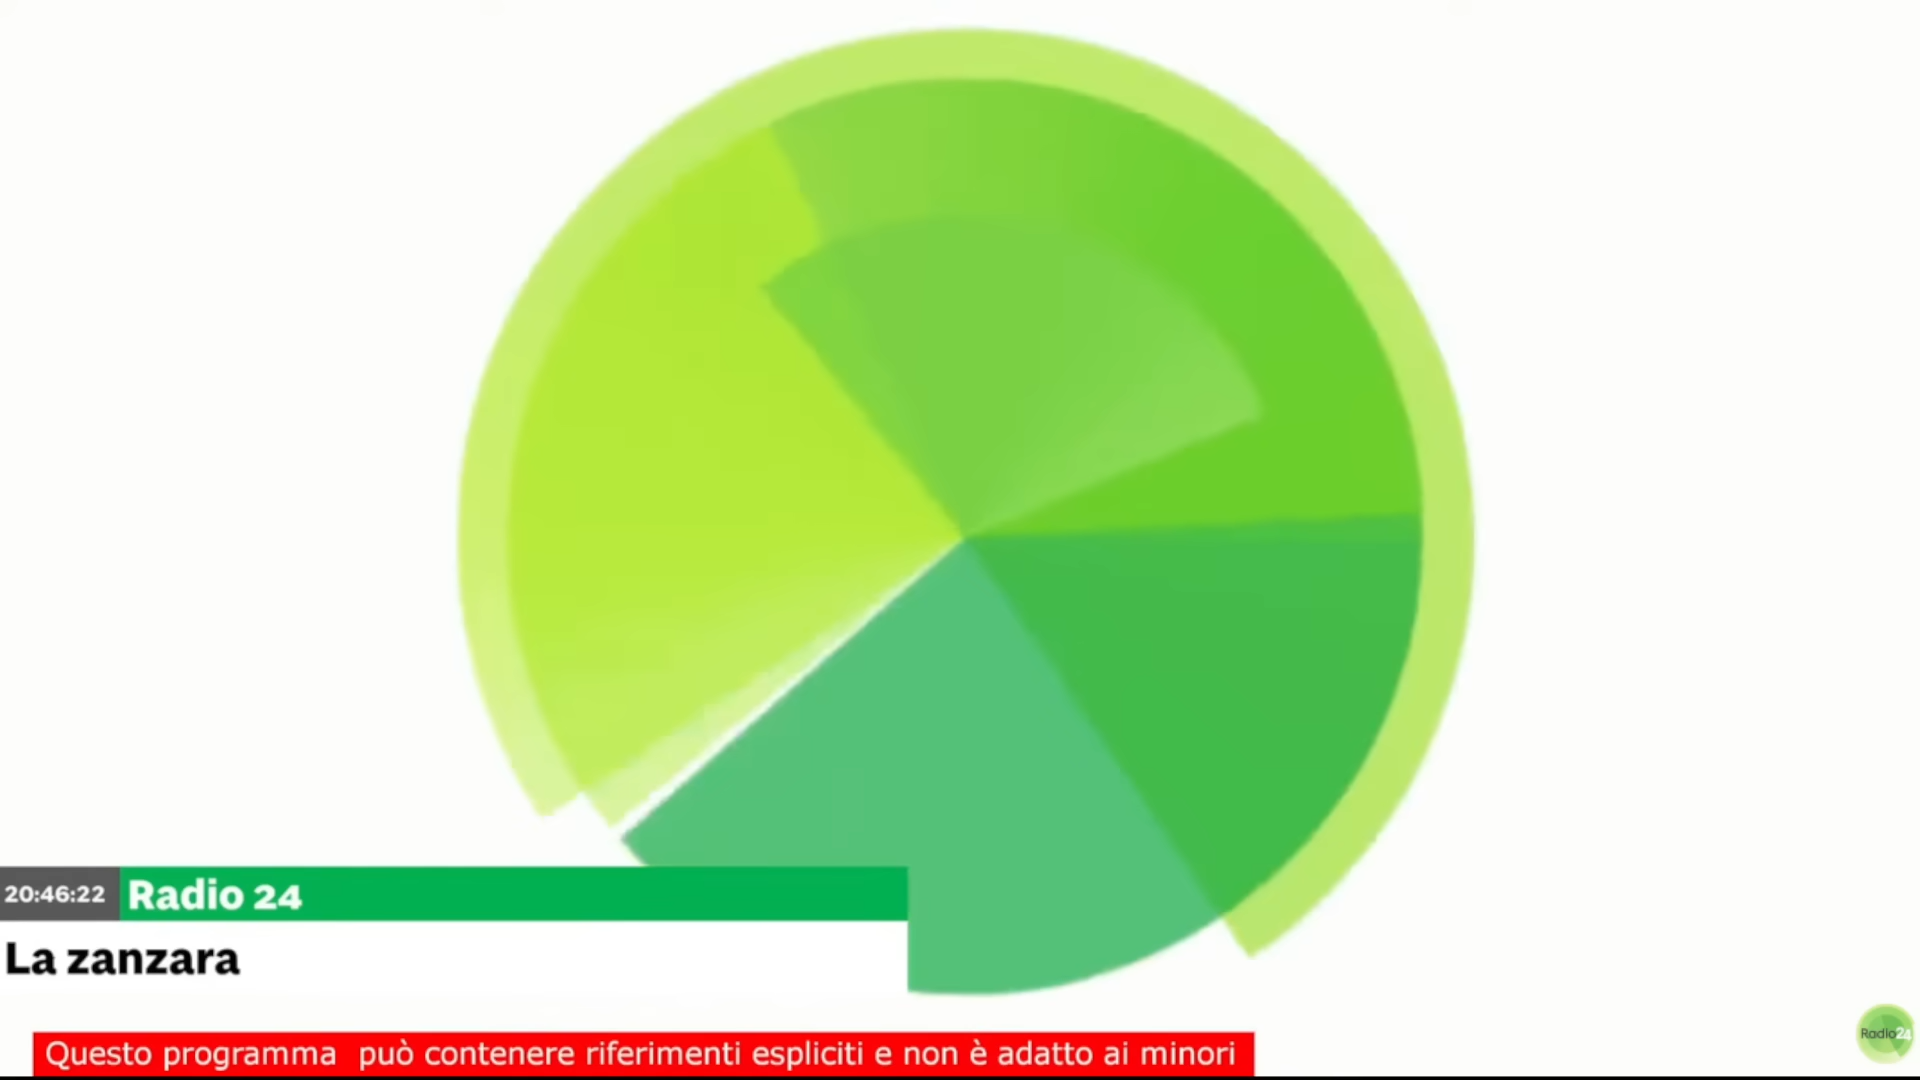 20:46:22 Radio 24
La zanzara
Radio24
Questo programma può contenere riferimenti espliciti e non è adatto ai minori